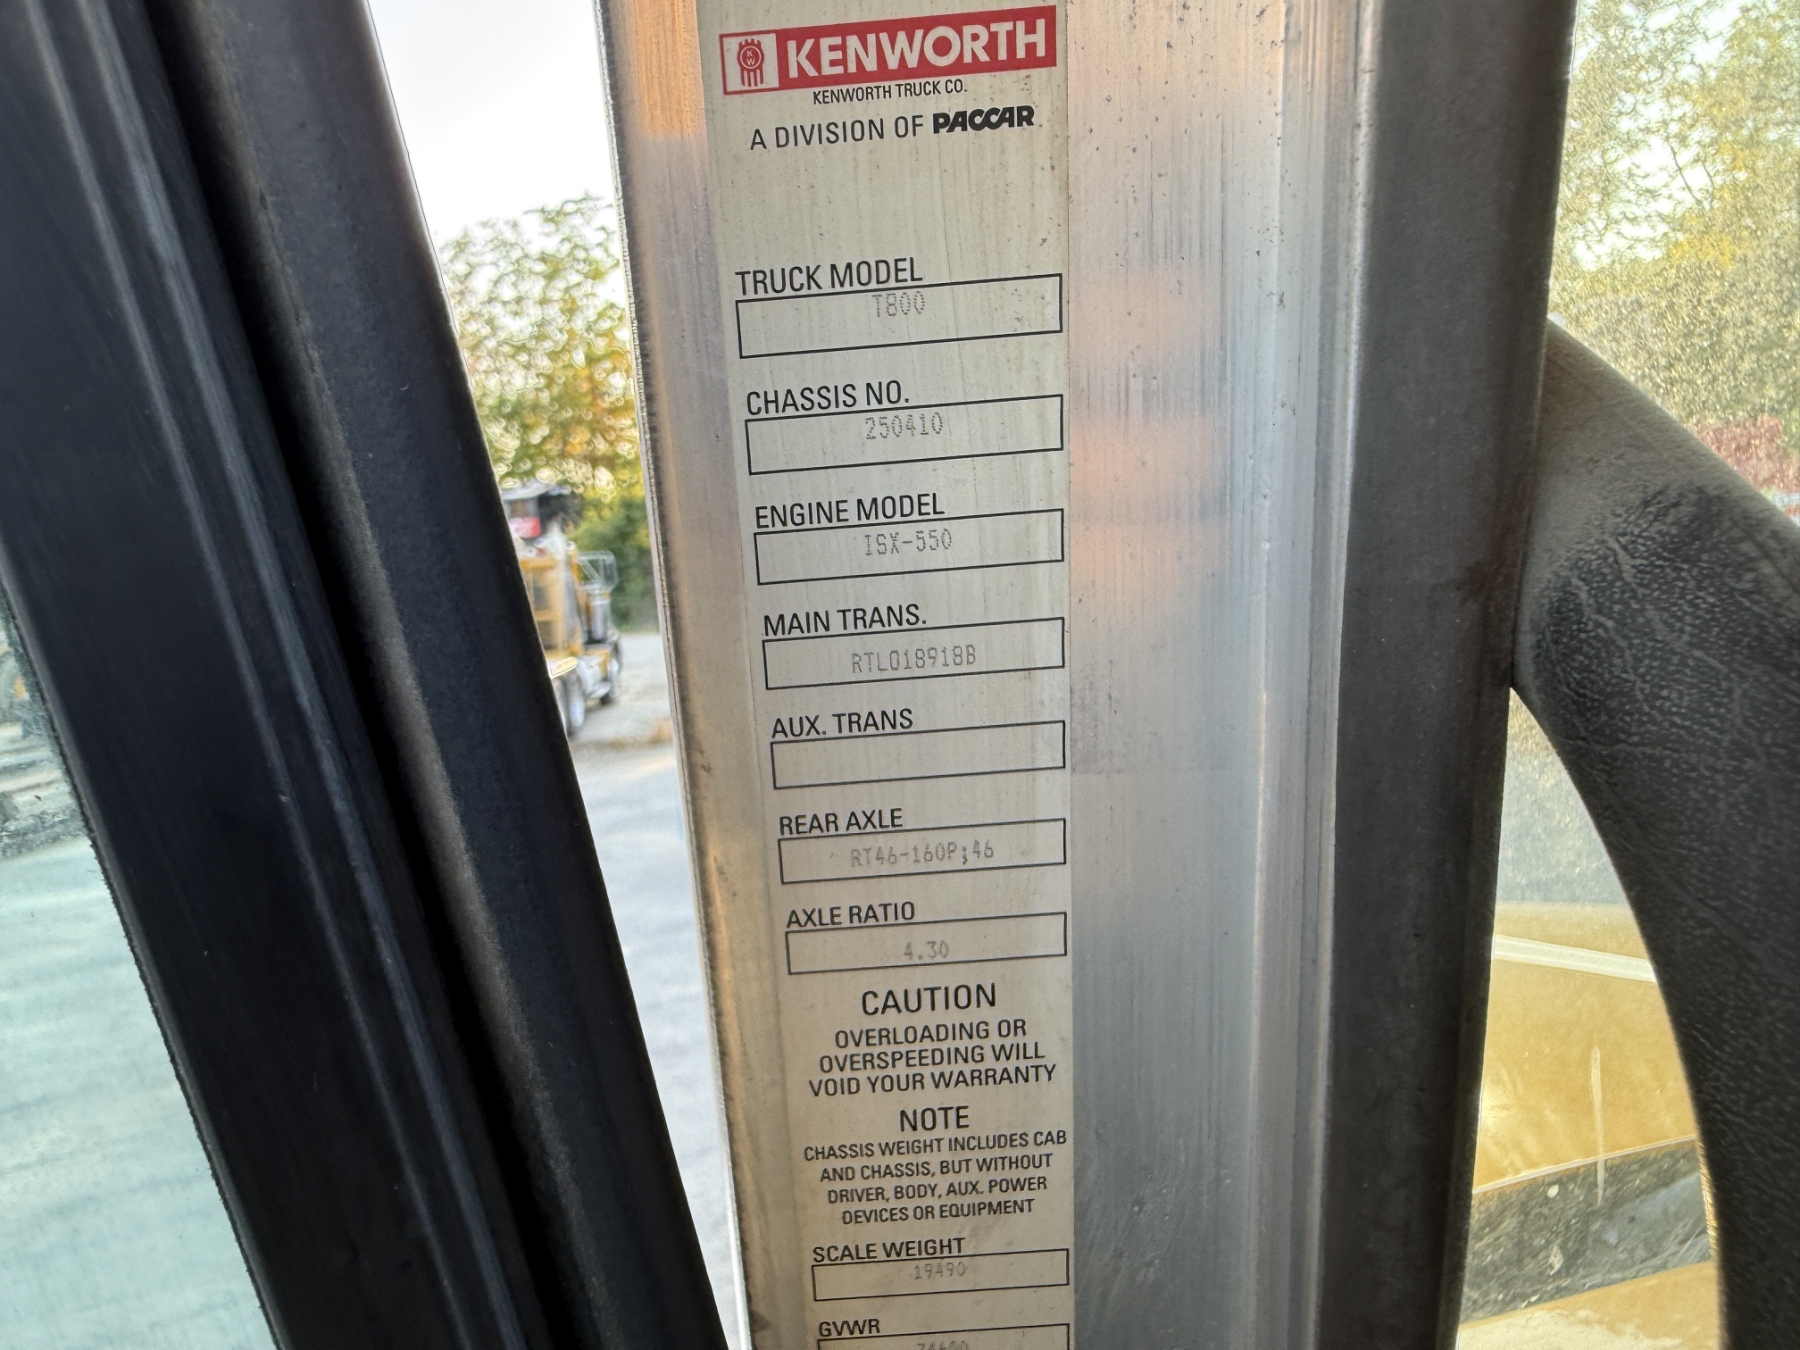 KENWORTH
KENWORTH TRUCK CO.
A DIVISION OF PACCAR
TRUCK MODEL
T800
CHASSIS NO.
250410
ENGINE MODEL
ISX-550
MAIN TRANS.
RTLO18918B
AUX. TRANS
REAR AXLE
RT46-160P;46
AXLE RATIO
4.30
CAUTION
OVERLOADING OR
OVERSPEEDING WILL
VOID YOUR WARRANTY
NOTE
CHASSIS WEIGHT INCLUDES CAB
AND CHASSIS, BUT WITHOUT
DRIVER, BODY, AUX. POWER
DEVICES OR EQUIPMENT
SCALE WEIGHT
19490
GVWR